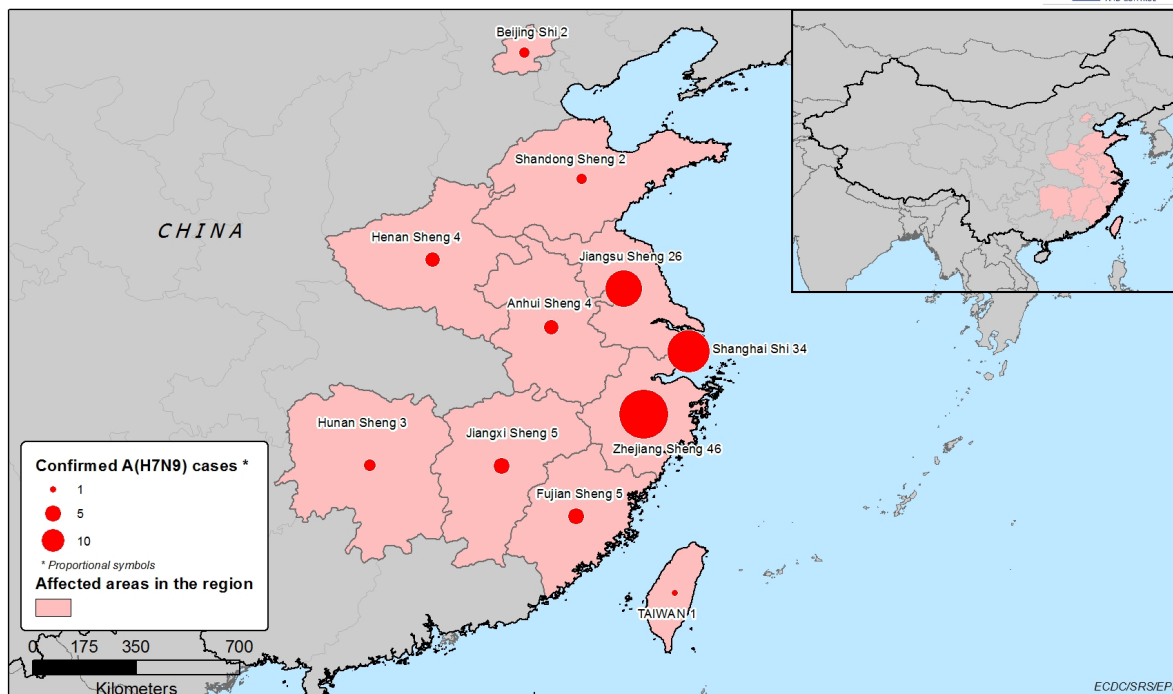 Beijing Shi 2
Shandong Sheng 2
CHINA
Henan Sheng 4
Jiangsu Sheng 26
Anhui Sheng 4
Shanghai Shi 34
Hunan Sheng 3
Jiangxi Sheng 5
Zhejiang Sheng 46
Fujian Sheng 5
TAIWAN 1
Confirmed A(H7N9) cases *
1
5
10
* Proportional symbols
Affected areas in the region
0 175 350 700
Kilometers
ECDC/SRS/EP